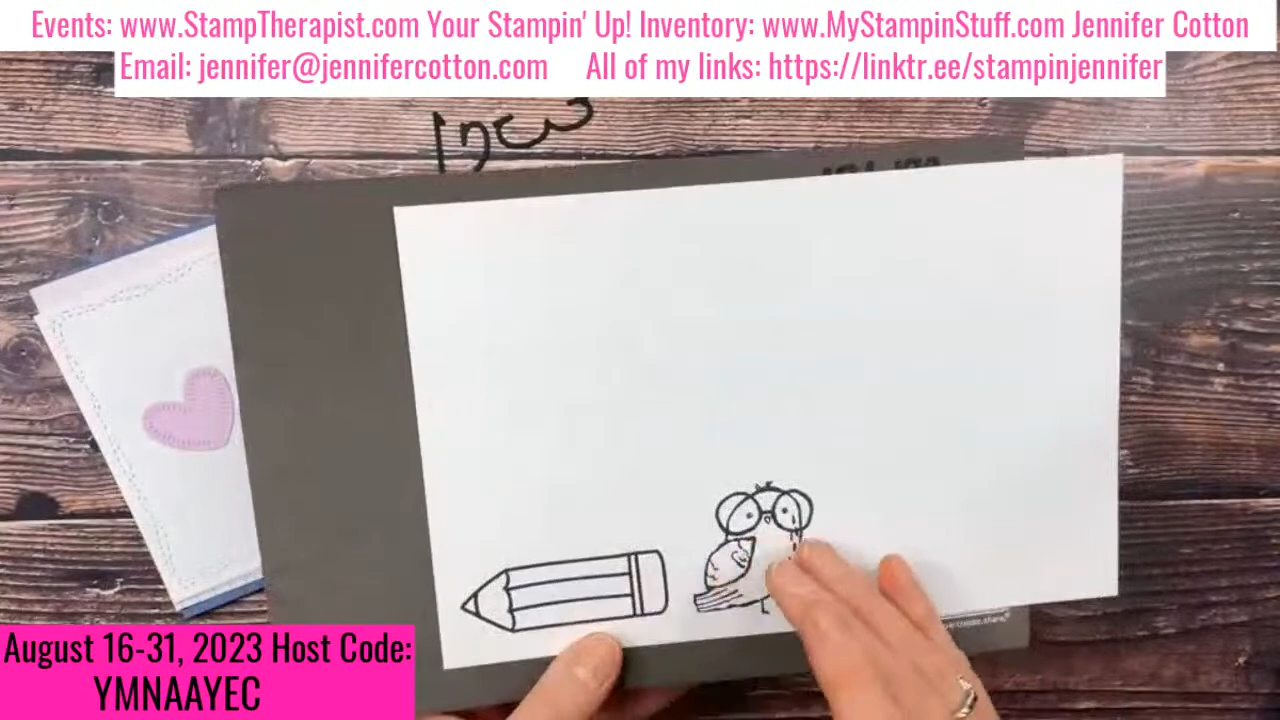 Events: www.StampTherapist.com Your Stampin' Up! Inventory: www.MyStampinStuff.com Jennifer Cotton
Email: jennifer@jennifercotton.com All of my links: https://linktr.ee/stampinjennifer
August 16-31, 2023 Host Code:
YMNAAYEC